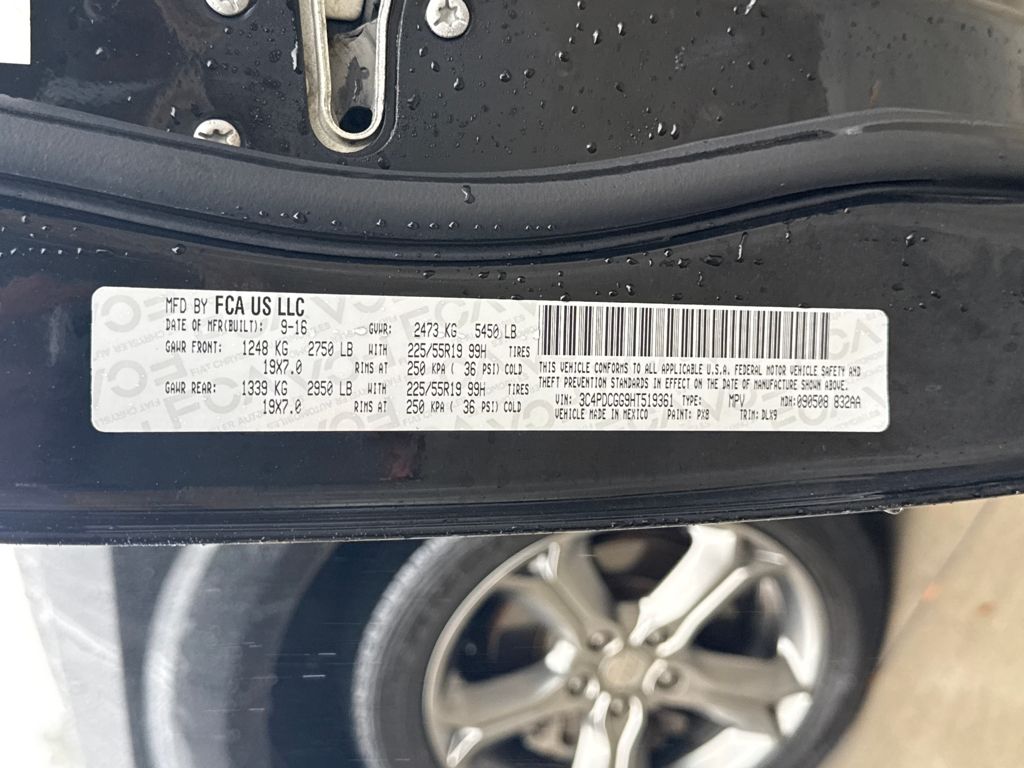 MFD BY FCA US LLC
DATE OF MFR(BUILT): 9-16 GVWR: 2473 KG 5450 LB
GAWR FRONT: 1248 KG 2750 LB WITH 225/55R19 99H TIRES
19X7.0 RIMS AT 250 KPA ( 36 PSI) COLD
GAWR REAR: 1339 KG 2950 LB WITH 225/55R19 99H TIRES
19X7.0 RIMS AT 250 KPA ( 36 PSI) COLD
THIS VEHICLE CONFORMS TO ALL APPLICABLE U.S.A. FEDERAL MOTOR VEHICLE SAFETY AND
THEFT PREVENTION STANDARDS IN EFFECT ON THE DATE OF MANUFACTURE SHOWN ABOVE.
VIN: 3C4PDCGG9HT519361 TYPE: MPV MDH: 090508 832AA
VEHICLE MADE IN MEXICO PAINT: PX8 TRIM: DLX9